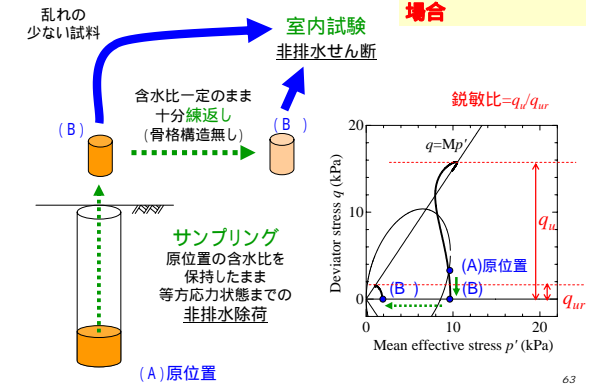 場合
乱れの
少ない試料
室内試験
非排水せん断
含水比一定のまま
十分練返し
(骨格構造無し)
(B)
(B )
サンプリング
原位置の含水比を
保持したまま
等方応力状態までの
非排水除荷
(A)原位置
鋭敏比=qu/qur
20
10
0
q=Mp'
Deviator stress q (kPa)
qu
(A)原位置
(B )
(B)
qur
0
10
20
Mean effective stress p' (kPa)
63